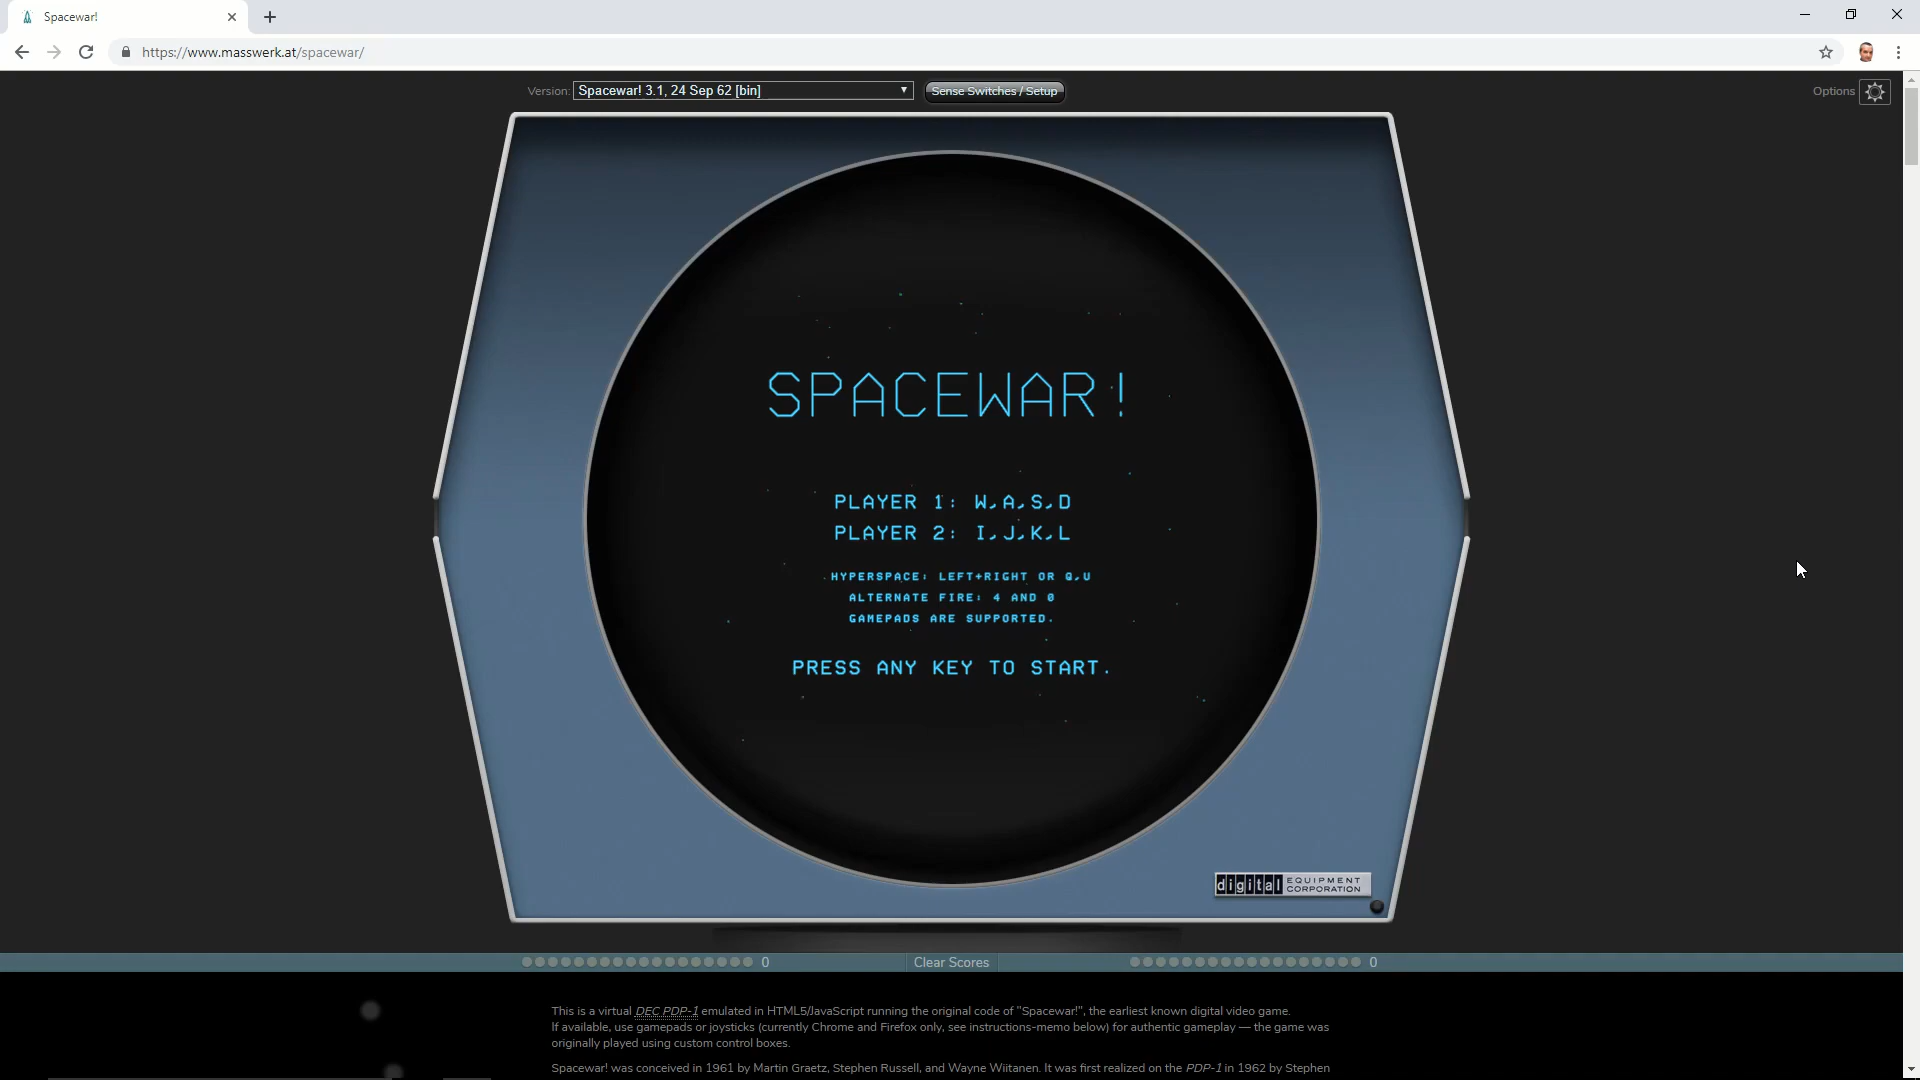 Spacewar!
https://www.masswerk.at/spacewar/
Version: Spacewar! 3.1, 24 Sep 62 [bin] Sense Switches / Setup Options
SPACEWAR!
PLAYER 1: W,A,S,D
PLAYER 2: I,J,K,L
HYPERSPACE: LEFT+RIGHT OR Q,U
ALTERNATE FIRE: 4 AND 0
GAMEPADS ARE SUPPORTED.
PRESS ANY KEY TO START.
digital EQUIPMENT CORPORATION
0 Clear Scores 0
This is a virtual DEC PDP-1 emulated in HTML5/JavaScript running the original code of "Spacewar!", the earliest known digital video game.
If available, use gamepads or joysticks (currently Chrome and Firefox only, see instructions-memo below) for authentic gameplay — the game was
originally played using custom control boxes.
Spacewar! was conceived in 1961 by Martin Graetz, Stephen Russell, and Wayne Wiitanen. It was first realized on the PDP-1 in 1962 by Stephen